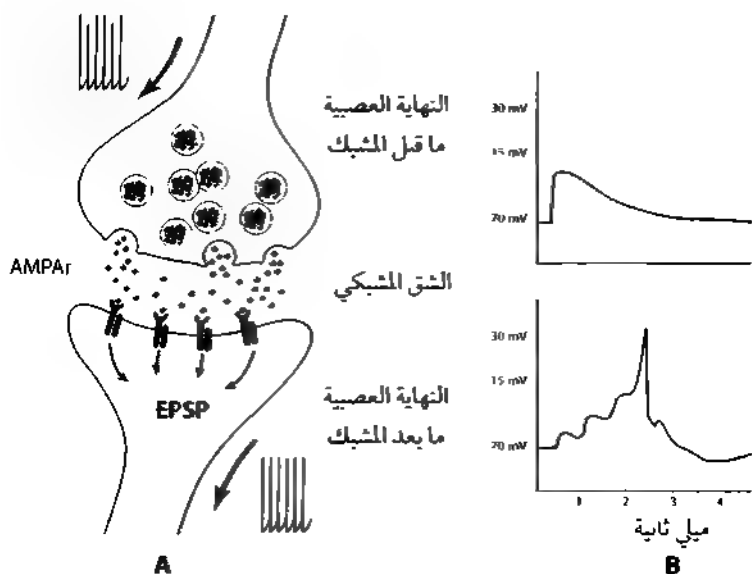 النهاية العصبية
ما قبل المشبك
AMPAr
الشق المشبكي
EPSP
النهاية العصبية
ما بعد المشبك
A
30 mV
15 mV
70 mV
30 mV
15 mV
70 mV
1 2 3 4
ميلي ثانية
B